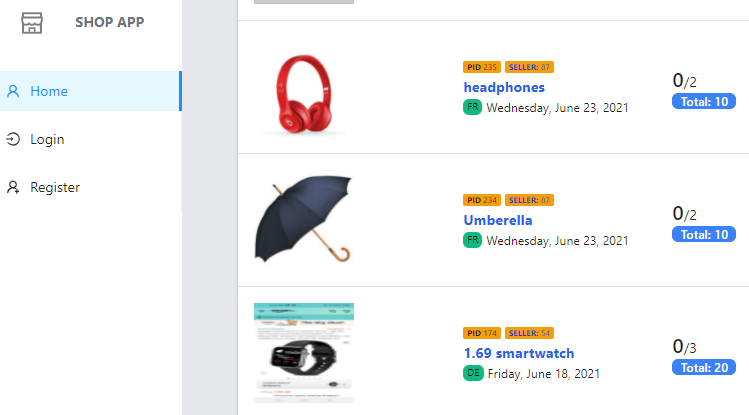 SHOP APP
Home
Login
Register
PID 235 SELLER: 87
headphones
FR Wednesday, June 23, 2021
0/2
Total: 10
PID 234 SELLER: 87
Umberella
FR Wednesday, June 23, 2021
0/2
Total: 10
PID 174 SELLER: 54
1.69 smartwatch
DE Friday, June 18, 2021
0/3
Total: 20